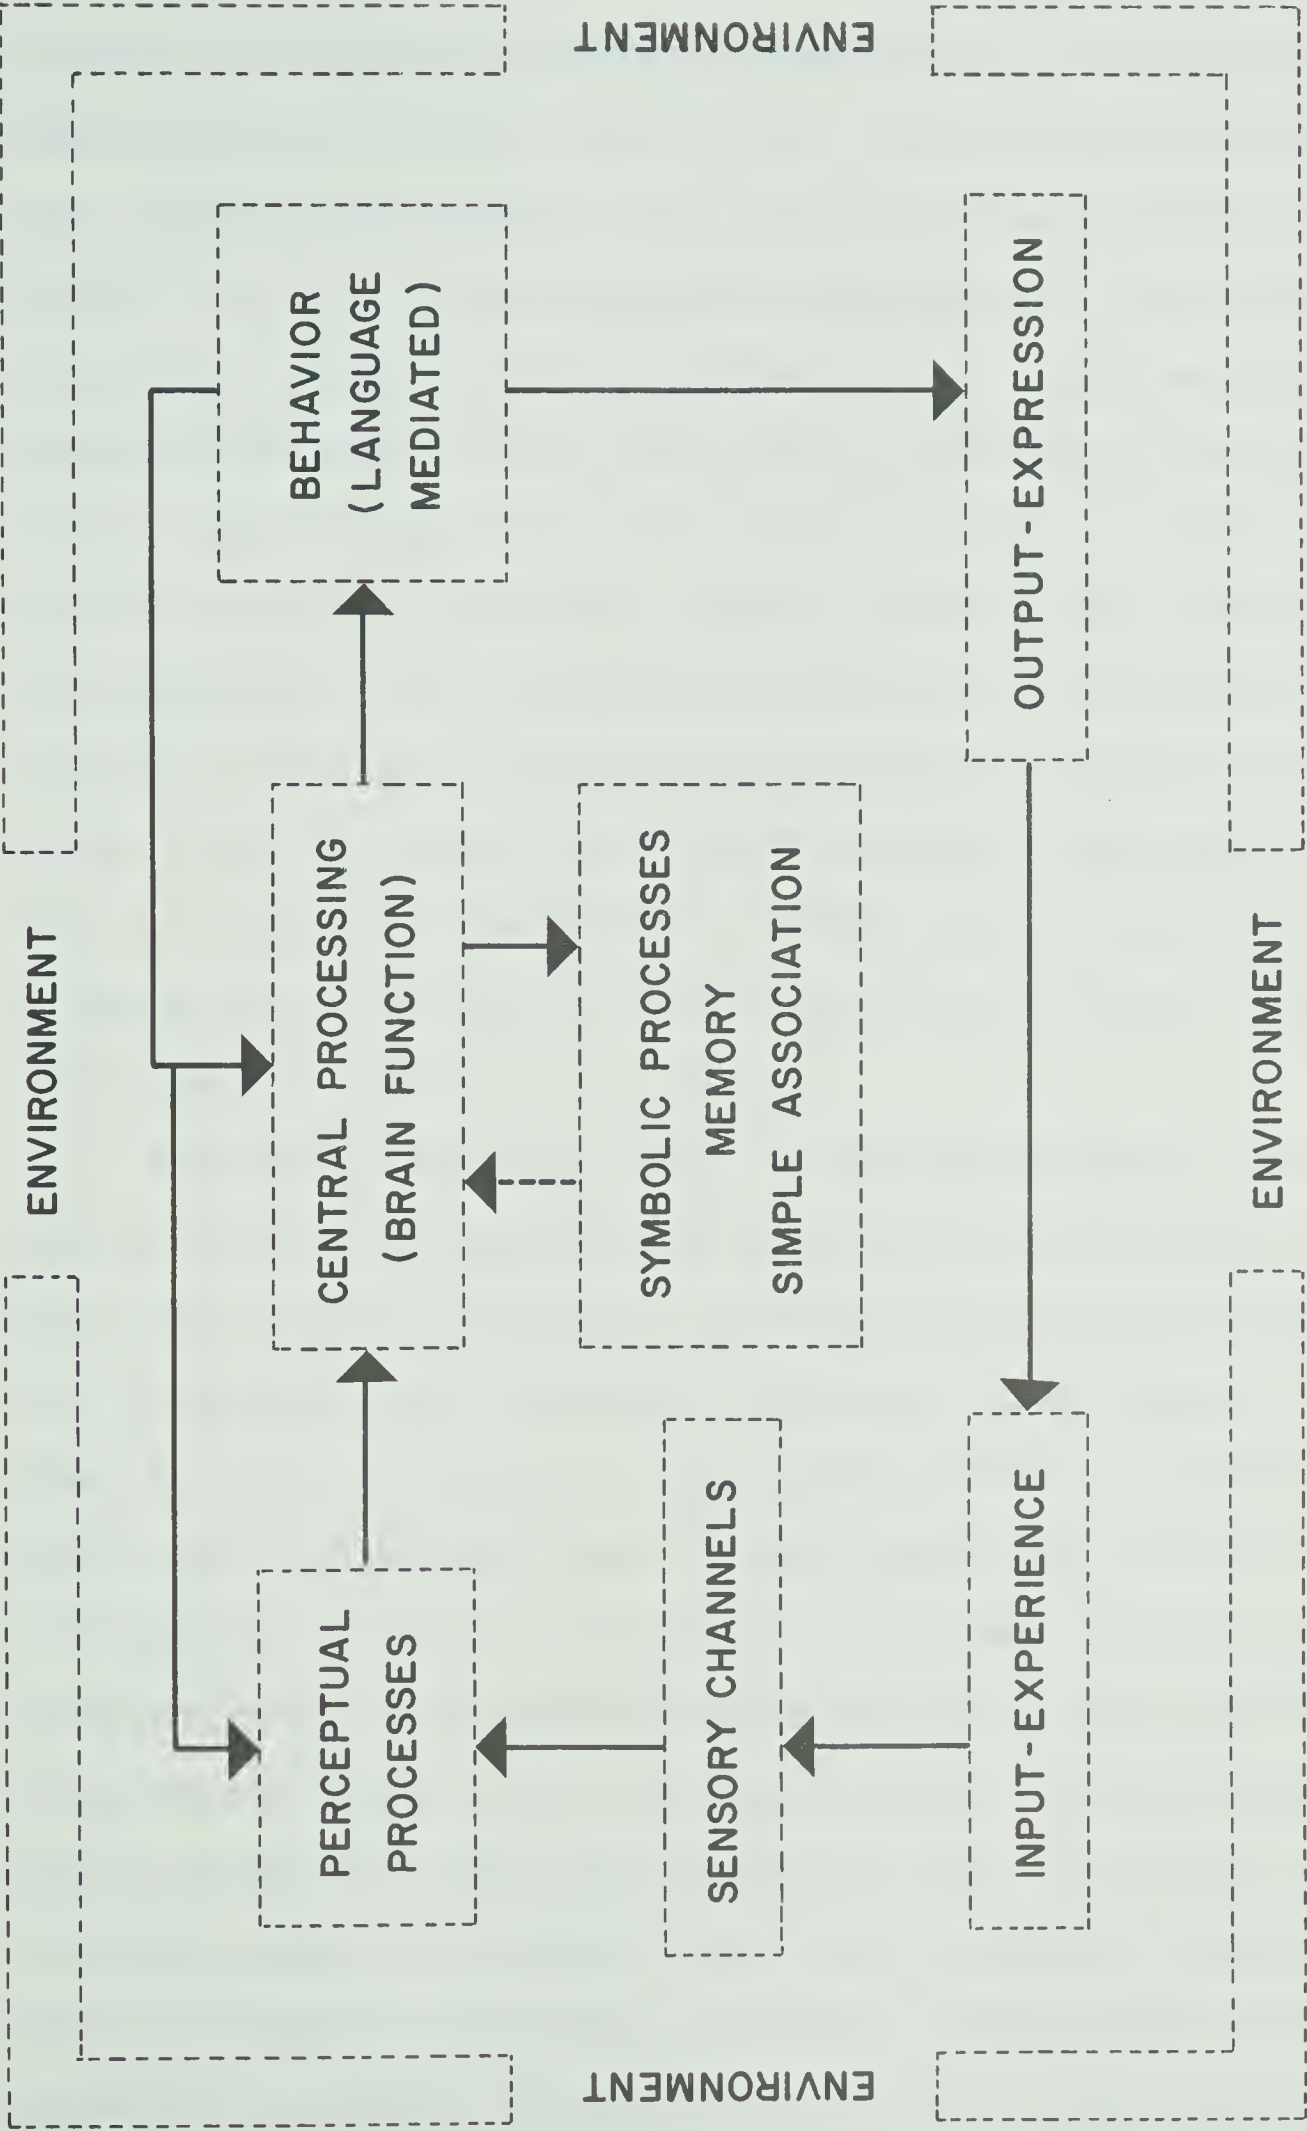 ENVIRONMENT
PERCEPTUAL
PROCESSES
CENTRAL PROCESSING
(BRAIN FUNCTION)
BEHAVIOR
(LANGUAGE
MEDIATED)
SENSORY CHANNELS
SYMBOLIC PROCESSES
MEMORY
SIMPLE ASSOCIATION
INPUT-EXPERIENCE
OUTPUT-EXPRESSION
ENVIRONMENT
ENVIRONMENT
ENVIRONMENT